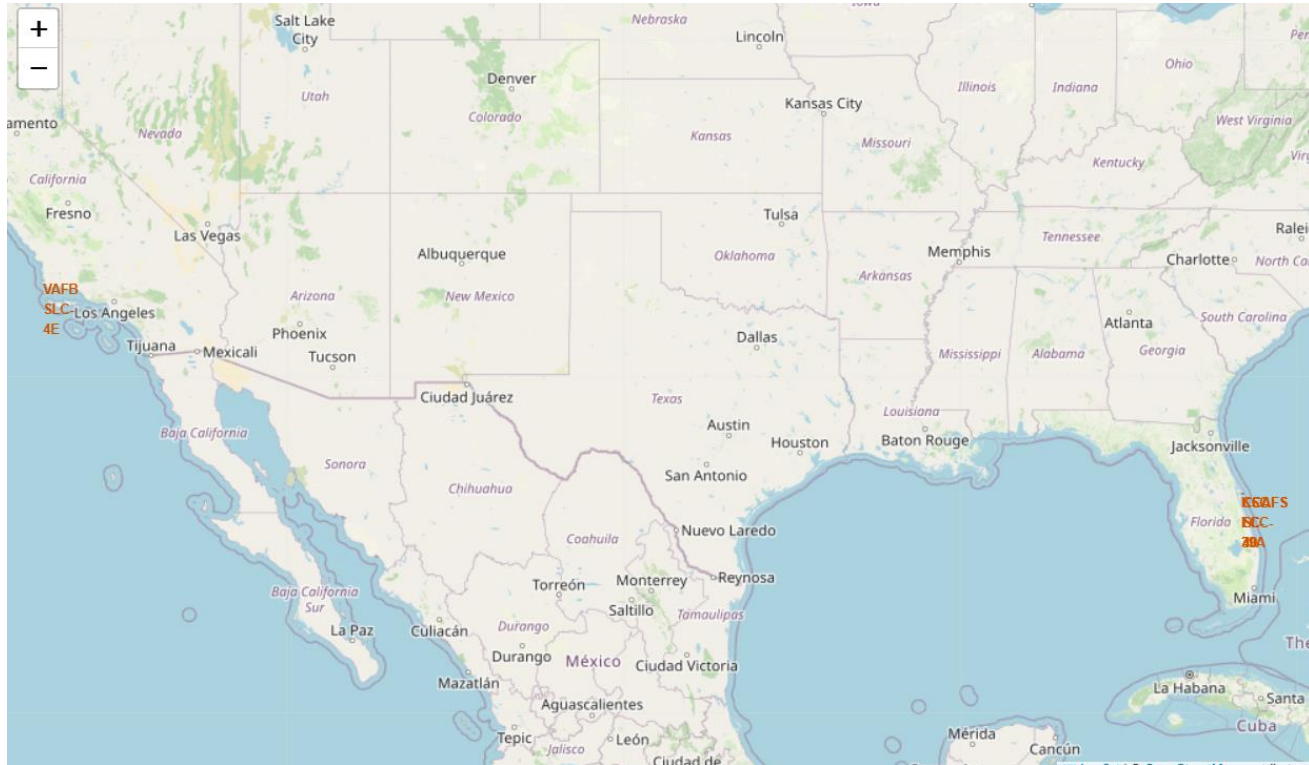 +
−
Salt Lake
City
Nebraska
Lincoln
Denver
Utah
Colorado
Kansas City
Illinois
Indiana
Ohio
West Virginia
amento
Nevada
Kansas
Missouri
Kentucky
California
Fresno
Las Vegas
Tulsa
Tennessee
Albuquerque
Oklahoma
Memphis
Charlotte
Arkansas
VAFB
SLC-
4E
Los Angeles
Arizona
New Mexico
South Carolina
Phoenix
Dallas
Atlanta
Tijuana
Mexicali
Tucson
Mississippi
Alabama
Georgia
Ciudad Juárez
Texas
Louisiana
Baja California
Austin
Houston
Baton Rouge
Jacksonville
Sonora
San Antonio
Chihuahua
Florida
Coahuila
Nuevo Laredo
Torreón
Monterrey
Reynosa
Baja California
Sur
Saltillo
Tamaulipas
Miami
La Paz
Culiacán
Durango
Durango
México
Ciudad Victoria
Mazatlán
La Habana
Santa
Aguascalientes
Cuba
Tepic
León
Mérida
Jalisco
Cancún
Ciudad de